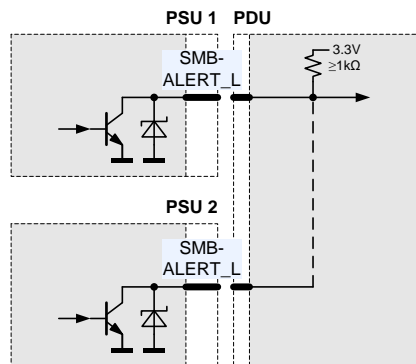 PSU 1 PDU
SMB-
ALERT_L
3.3V
≥1kΩ
PSU 2
SMB-
ALERT_L